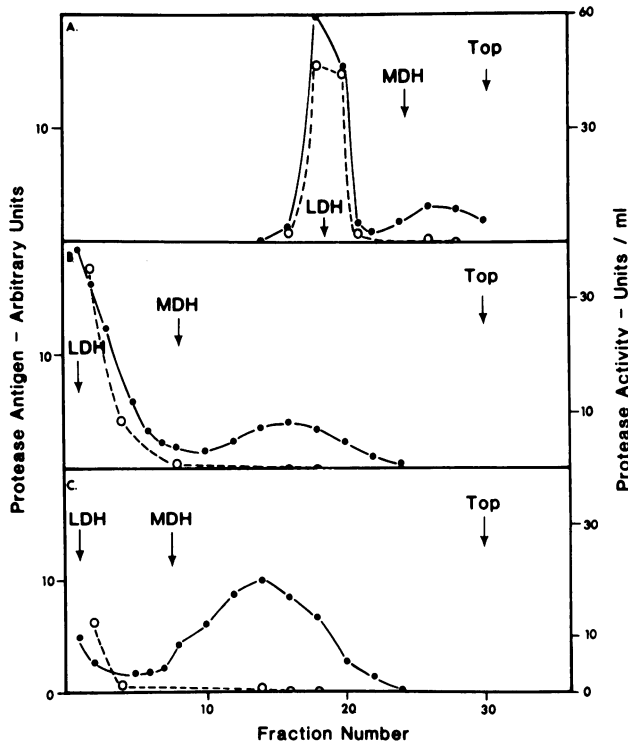 A.
60
Top
MDH
10
30
LDH
B.
Top
MDH
30
LDH
10
10
C.
LDH
MDH
Top
30
10
10
0
0
10
20
30
Fraction Number
Protease Antigen – Arbitrary Units
Protease Activity – Units / ml